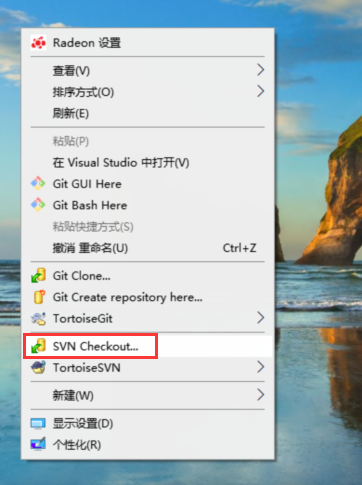 Radeon 设置
查看(V)
排序方式(O)
刷新(E)
粘贴(P)
在 Visual Studio 中打开(V)
Git GUI Here
Git Bash Here
粘贴快捷方式(S)
撤消 重命名(U) Ctrl+Z
Git Clone...
Git Create repository here...
TortoiseGit
SVN Checkout...
TortoiseSVN
新建(W)
显示设置(D)
个性化(R)